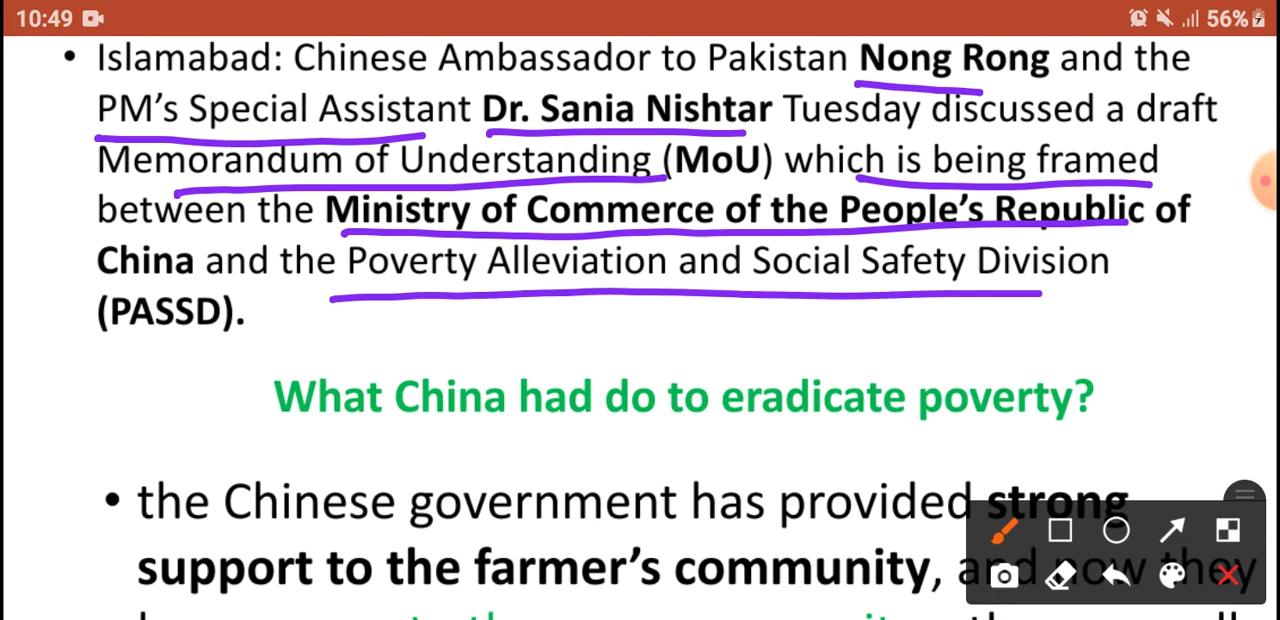 10:49 56%
• Islamabad: Chinese Ambassador to Pakistan Nong Rong and the
PM's Special Assistant Dr. Sania Nishtar Tuesday discussed a draft
Memorandum of Understanding (MoU) which is being framed
between the Ministry of Commerce of the People's Republic of
China and the Poverty Alleviation and Social Safety Division
(PASSD).
What China had do to eradicate poverty?
• the Chinese government has provided strong
support to the farmer's community, and now they